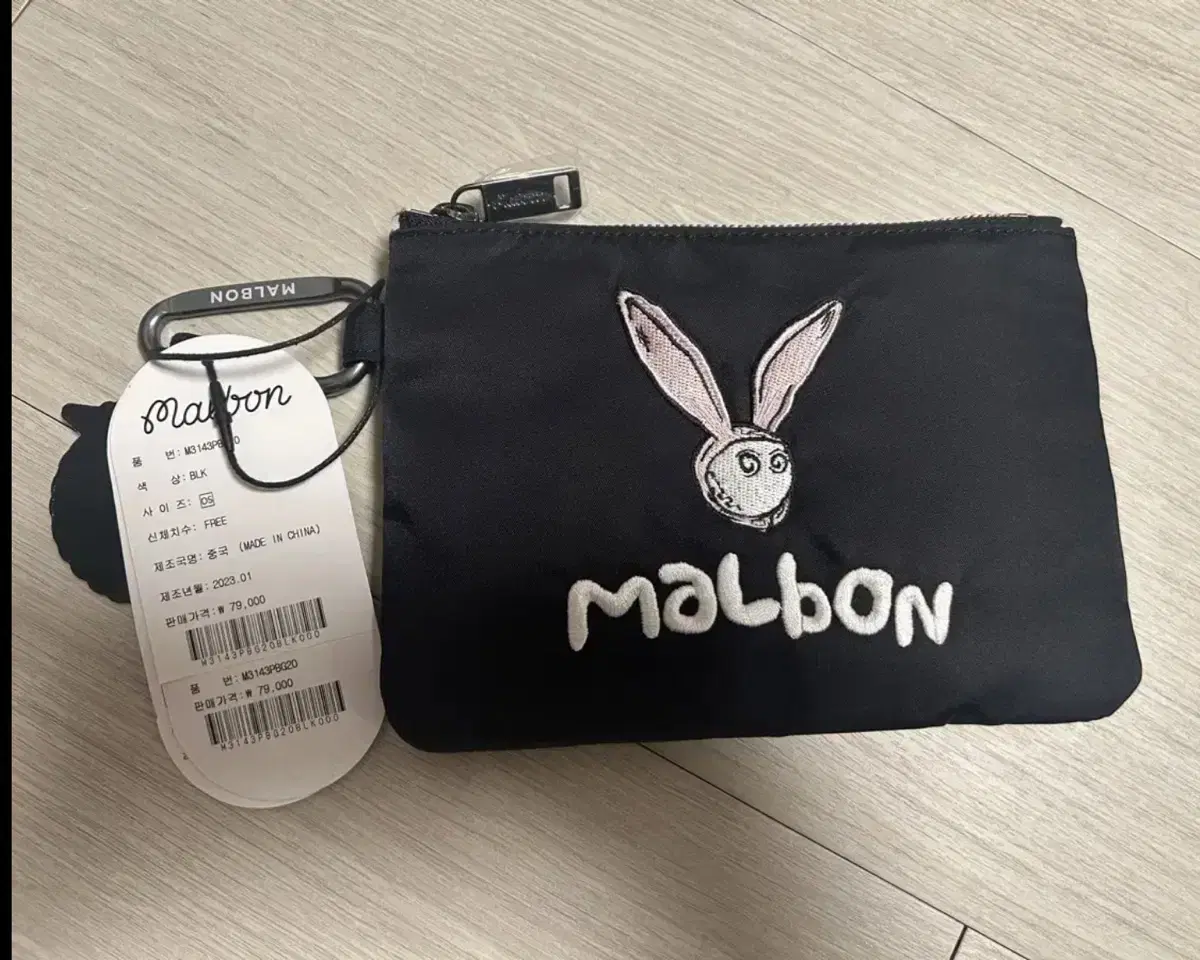 MALBON
Malbon
품 번: M3143PBG20
색 상: BLK
사 이 즈: OS
신체치수: FREE
제조국명: 중국 (MADE IN CHINA)
제조년월: 2023.01
판매가격: ₩ 79,000
M3143PBG20BLK000
품 번: M3143PBG20
판매가격: ₩ 79,000
M3143PBG20BLK000
MaLbON